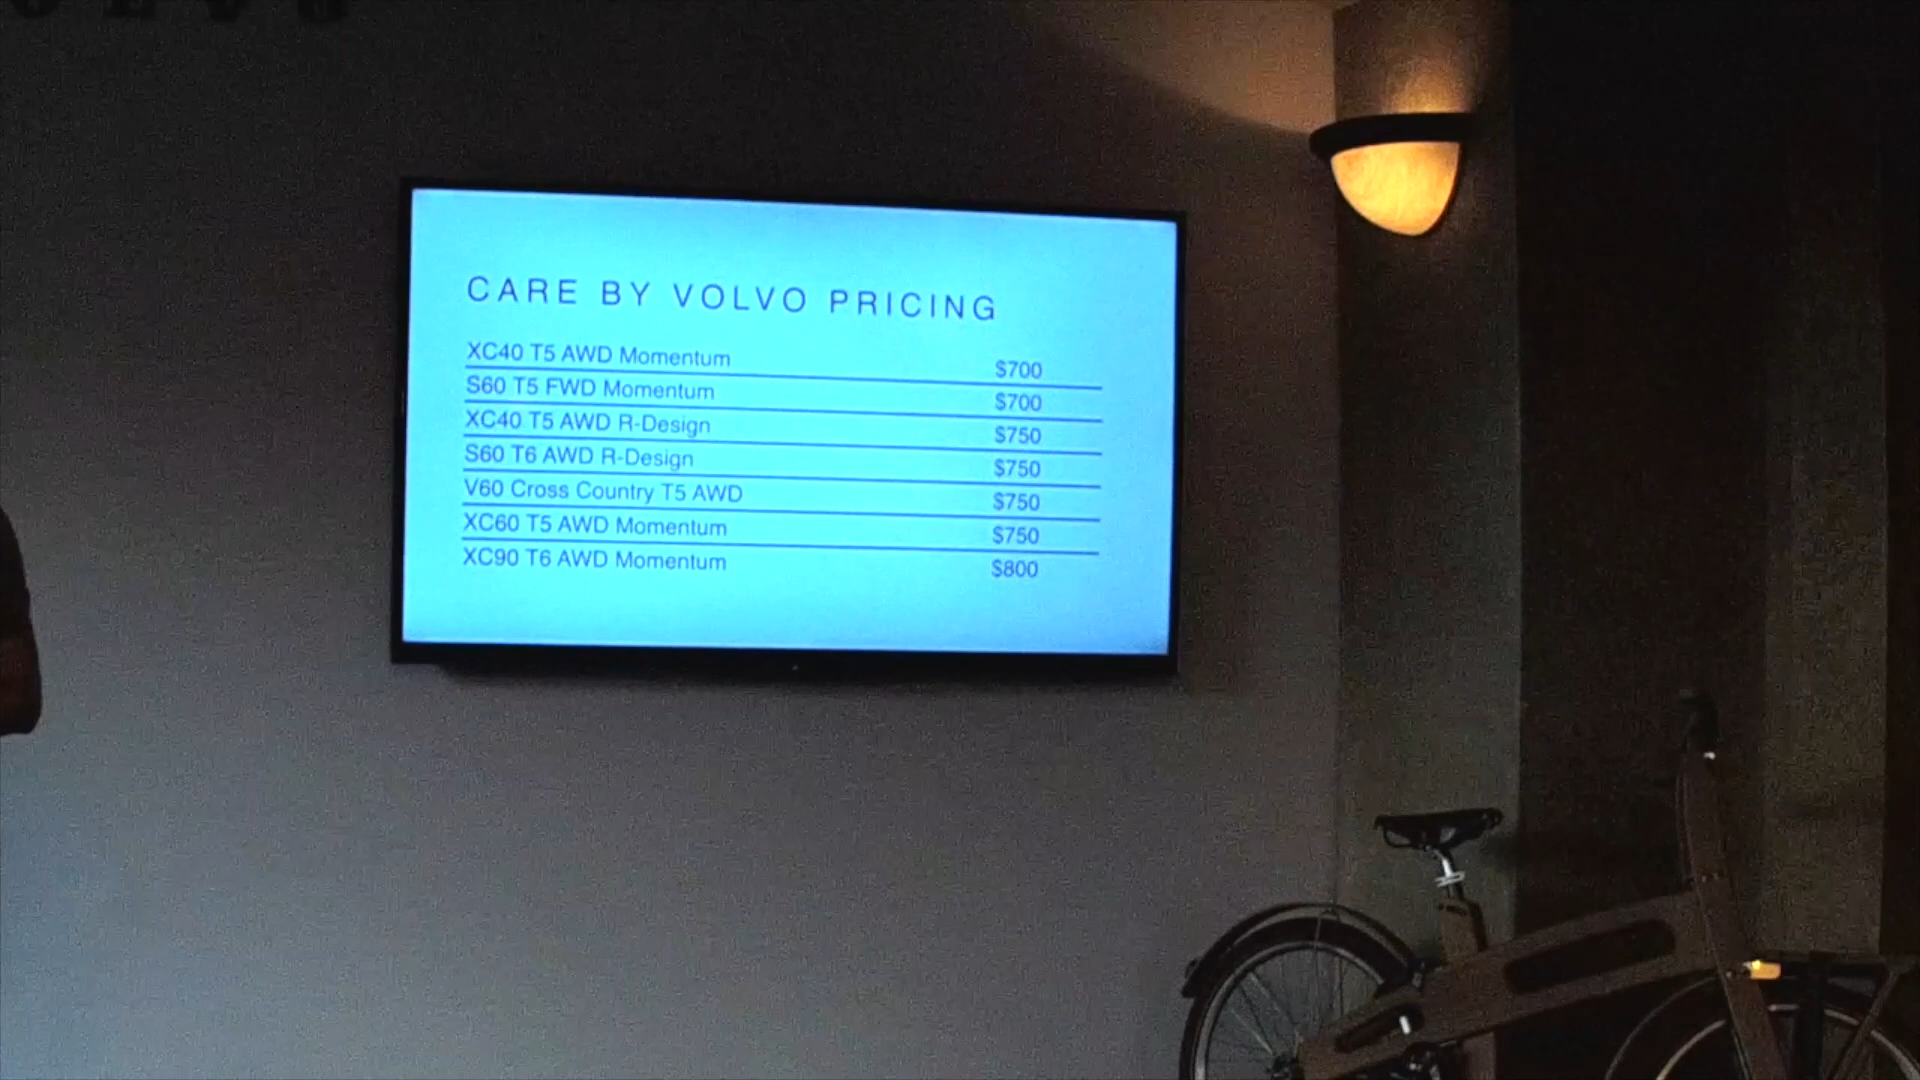 CARE BY VOLVO PRICING
XC40 T5 AWD Momentum $700
S60 T5 FWD Momentum $700
XC40 T5 AWD R-Design $750
S60 T6 AWD R-Design $750
V60 Cross Country T5 AWD $750
XC60 T5 AWD Momentum $750
XC90 T6 AWD Momentum $800